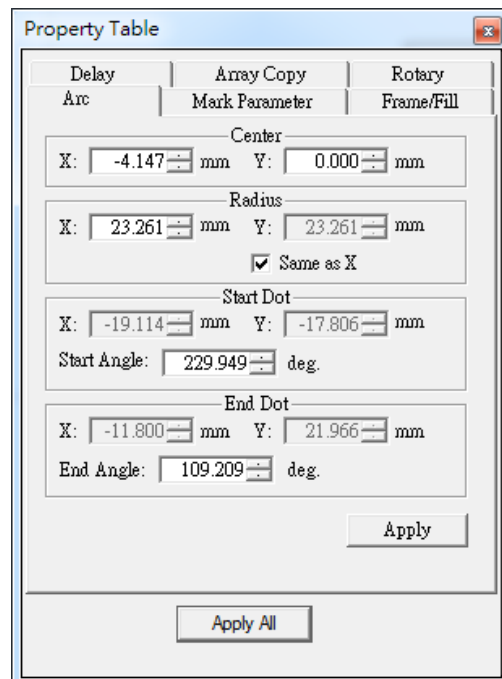 Property Table
Delay Array Copy Rotary
Arc Mark Parameter Frame/Fill
Center
X: -4.147 mm Y: 0.000 mm
Radius
X: 23.261 mm Y: 23.261 mm
Same as X
Start Dot
X: -19.114 mm Y: -17.806 mm
Start Angle: 229.949 deg.
End Dot
X: -11.800 mm Y: 21.966 mm
End Angle: 109.209 deg.
Apply
Apply All